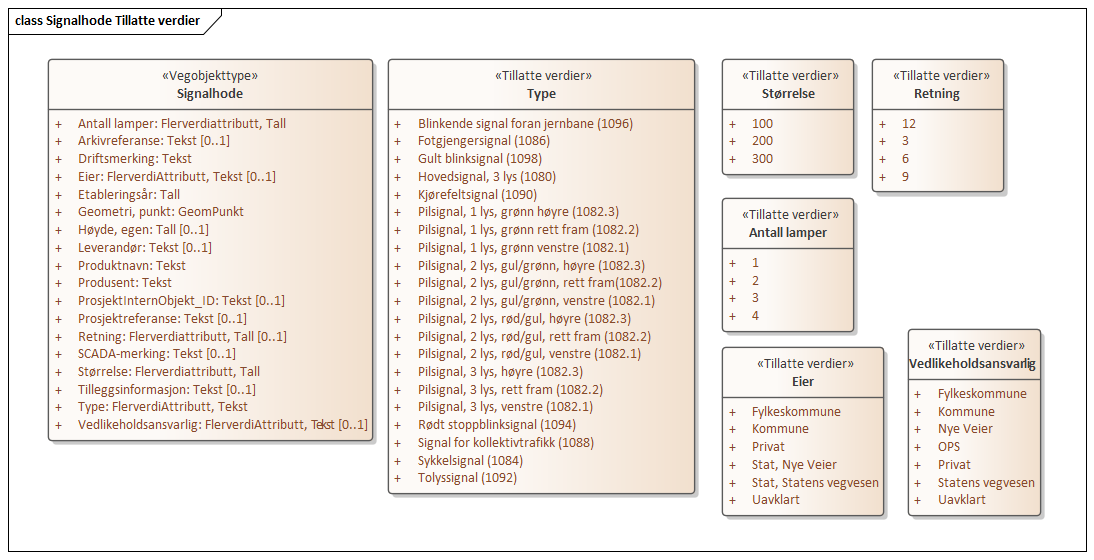 class Signalhode Tillatte verdier
«Vegobjekttype»
Signalhode
+ Antall lamper: Flerverdiattributt, Tall
+ Arkivreferanse: Tekst [0..1]
+ Driftsmerking: Tekst
+ Eier: FlerverdiAttributt, Tekst [0..1]
+ Etableringsår: Tall
+ Geometri, punkt: GeomPunkt
+ Høyde, egen: Tall [0..1]
+ Leverandør: Tekst [0..1]
+ Produktnavn: Tekst
+ Produsent: Tekst
+ ProsjektInternObjekt_ID: Tekst [0..1]
+ Prosjektreferanse: Tekst [0..1]
+ Retning: Flerverdiattributt, Tall [0..1]
+ SCADA-merking: Tekst [0..1]
+ Størrelse: Flerverdiattributt, Tall
+ Tilleggsinformasjon: Tekst [0..1]
+ Type: FlerverdiAttributt, Tekst
+ Vedlikeholdsansvarlig: FlerverdiAttributt, Tekst [0..1]
«Tillatte verdier»
Type
+ Blinkende signal foran jernbane (1096)
+ Fotgjengersignal (1086)
+ Gult blinksignal (1098)
+ Hovedsignal, 3 lys (1080)
+ Kjørefeltsignal (1090)
+ Pilsignal, 1 lys, grønn høyre (1082.3)
+ Pilsignal, 1 lys, grønn rett fram (1082.2)
+ Pilsignal, 1 lys, grønn venstre (1082.1)
+ Pilsignal, 2 lys, gul/grønn, høyre (1082.3)
+ Pilsignal, 2 lys, gul/grønn, rett fram(1082.2)
+ Pilsignal, 2 lys, gul/grønn, venstre (1082.1)
+ Pilsignal, 2 lys, rød/gul, høyre (1082.3)
+ Pilsignal, 2 lys, rød/gul, rett fram (1082.2)
+ Pilsignal, 2 lys, rød/gul, venstre (1082.1)
+ Pilsignal, 3 lys, høyre (1082.3)
+ Pilsignal, 3 lys, rett fram (1082.2)
+ Pilsignal, 3 lys, venstre (1082.1)
+ Rødt stoppblinksignal (1094)
+ Signal for kollektivtrafikk (1088)
+ Sykkelsignal (1084)
+ Tolyssignal (1092)
«Tillatte verdier»
Størrelse
+ 100
+ 200
+ 300
«Tillatte verdier»
Retning
+ 12
+ 3
+ 6
+ 9
«Tillatte verdier»
Antall lamper
+ 1
+ 2
+ 3
+ 4
«Tillatte verdier»
Eier
+ Fylkeskommune
+ Kommune
+ Privat
+ Stat, Nye Veier
+ Stat, Statens vegvesen
+ Uavklart
«Tillatte verdier»
Vedlikeholdsansvarlig
+ Fylkeskommune
+ Kommune
+ Nye Veier
+ OPS
+ Privat
+ Statens vegvesen
+ Uavklart